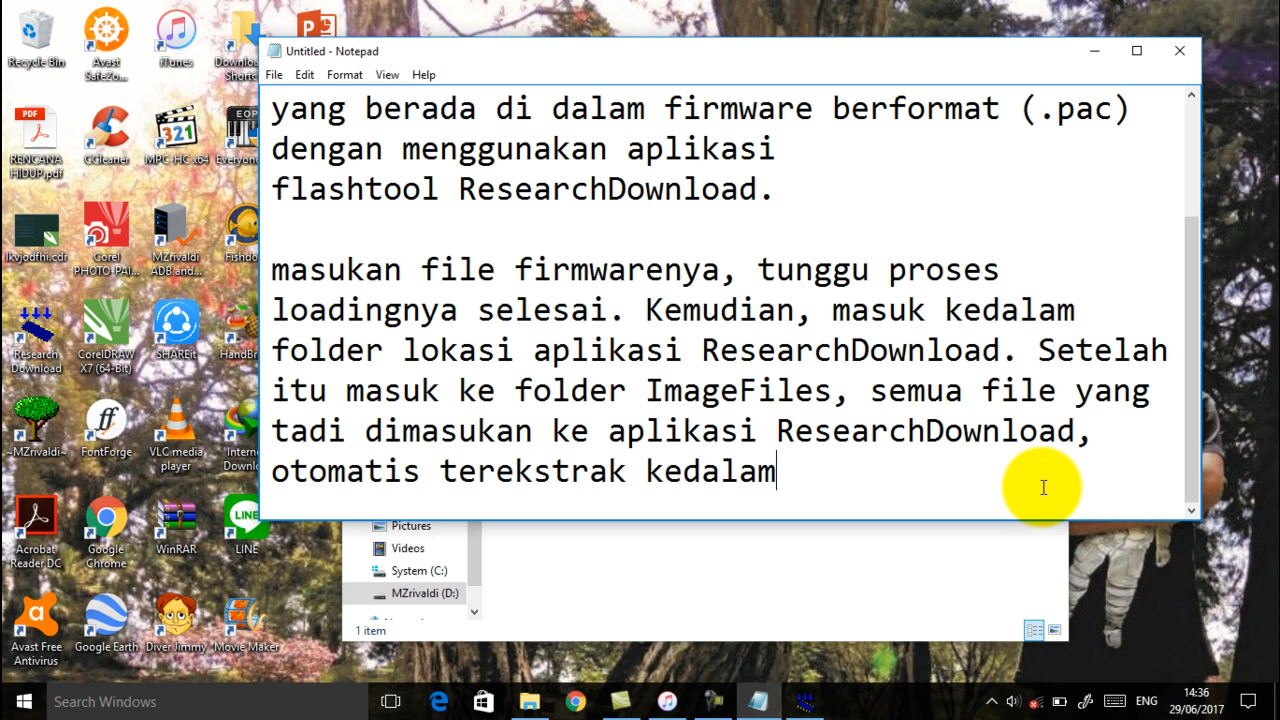 Recycle Bin
Avast SafeZo...
iTunes
Untitled - Notepad
File Edit Format View Help
yang berada di dalam firmware berformat (.pac)
dengan menggunakan aplikasi
flashtool ResearchDownload.
masukan file firmwarenya, tunggu proses
loadingnya selesai. Kemudian, masuk kedalam
folder lokasi aplikasi ResearchDownload. Setelah
itu masuk ke folder ImageFiles, semua file yang
tadi dimasukan ke aplikasi ResearchDownload,
otomatis terekstrak kedalam
RENCANA HIDUP.pdf
CCleaner
MPC-HC x64
lkvjodfhi.cdr
Corel PHOTO-PAI...
MZrivaldi ADB and...
Research Download
CorelDRAW X7 (64-Bit)
SHAREit
~MZrivaldi~
FontForge
VLC media player
Acrobat Reader DC
Google Chrome
WinRAR
LINE
Avast Free Antivirus
Google Earth
Diver Jimmy
Movie Maker
Pictures
Videos
System (C:)
MZrivaldi (D:)
1 item
Search Windows
ENG
14:36
29/06/2017